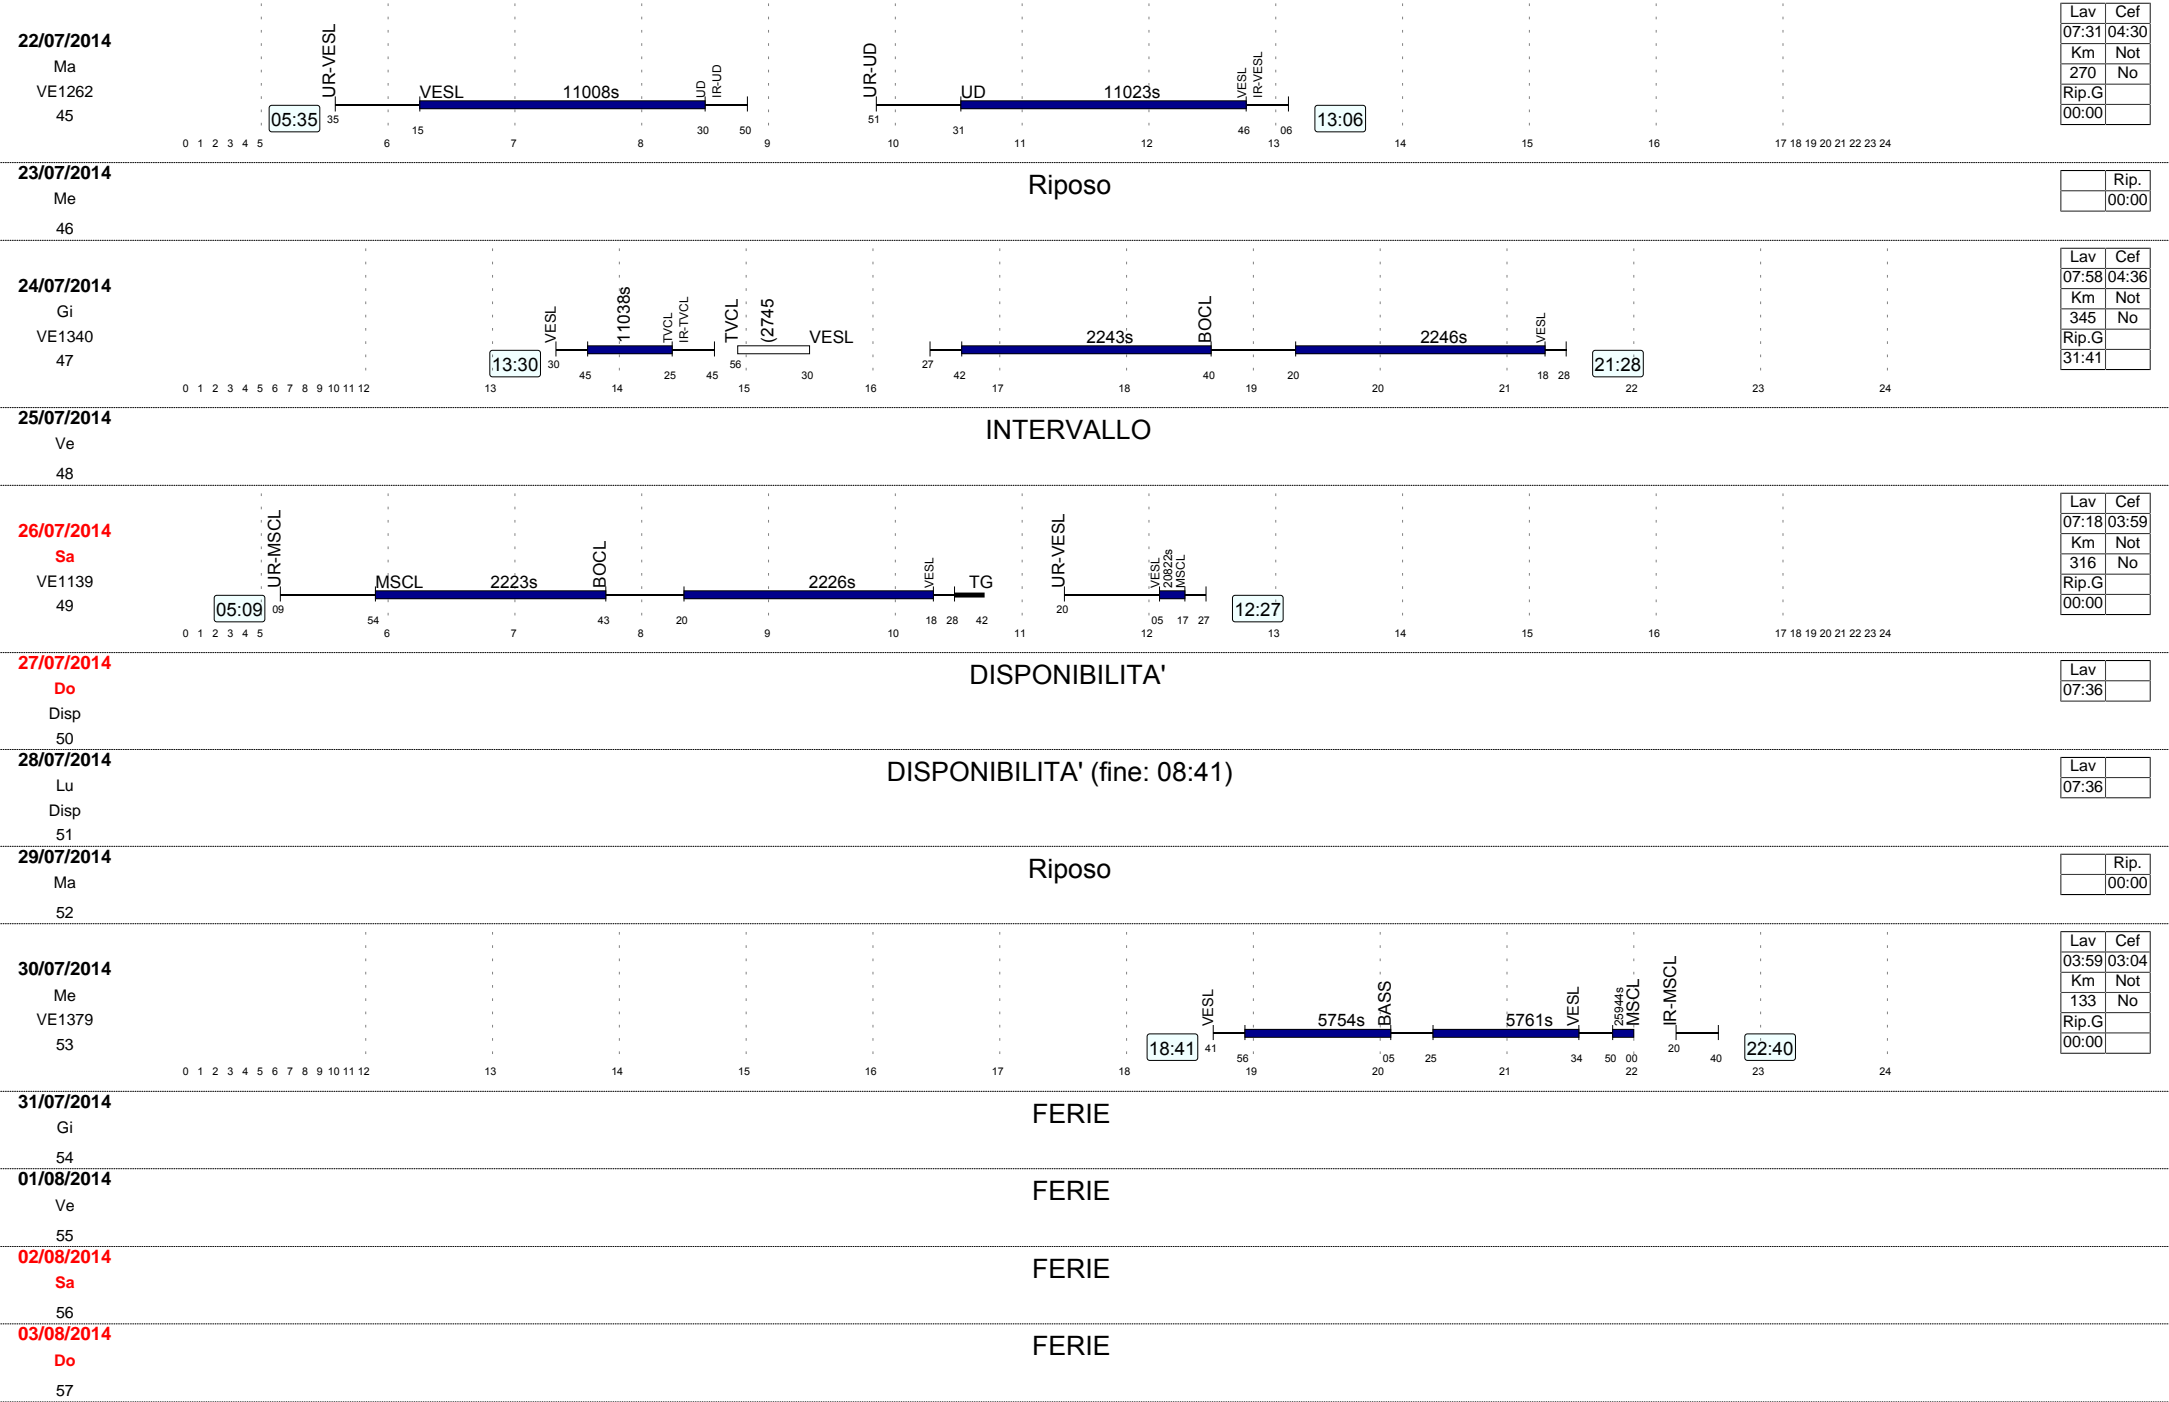 22/07/2014
Ma
VE1262
45
05:35
UR-VESL
VESL 11008s UD IR-UD
UR-UD
UD 11023s VESL IR-VESL
13:06
35 15 30 50 51 31 46 06
0 1 2 3 4 5 6 7 8 9 10 11 12 13 14 15 16 17 18 19 20 21 22 23 24
Lav Cef
07:31 04:30
Km Not
270 No
Rip.G
00:00
23/07/2014
Me
46
Riposo
Rip.
00:00
24/07/2014
Gi
VE1340
47
13:30
VESL 11038s TVCL IR-TVCL TVCL (2745 VESL
2243s BOCL 2246s VESL
21:28
30 45 25 45 56 30 27 42 40 20 18 28
0 1 2 3 4 5 6 7 8 9 10 11 12 13 14 15 16 17 18 19 20 21 22 23 24
Lav Cef
07:58 04:36
Km Not
345 No
Rip.G
31:41
25/07/2014
Ve
48
INTERVALLO
26/07/2014
Sa
VE1139
49
05:09
UR-MSCL
MSCL 2223s BOCL 2226s VESL TG
UR-VESL VESL 20822s MSCL
12:27
09 54 43 20 18 28 42 20 05 17 27
0 1 2 3 4 5 6 7 8 9 10 11 12 13 14 15 16 17 18 19 20 21 22 23 24
Lav Cef
07:18 03:59
Km Not
316 No
Rip.G
00:00
27/07/2014
Do
Disp
50
DISPONIBILITA'
Lav
07:36
28/07/2014
Lu
Disp
51
DISPONIBILITA' (fine: 08:41)
Lav
07:36
29/07/2014
Ma
52
Riposo
Rip.
00:00
30/07/2014
Me
VE1379
53
18:41
VESL 5754s BASS 5761s VESL 25944s MSCL IR-MSCL
22:40
41 56 05 25 34 50 00 20 40
0 1 2 3 4 5 6 7 8 9 10 11 12 13 14 15 16 17 18 19 20 21 22 23 24
Lav Cef
03:59 03:04
Km Not
133 No
Rip.G
00:00
31/07/2014
Gi
54
FERIE
01/08/2014
Ve
55
FERIE
02/08/2014
Sa
56
FERIE
03/08/2014
Do
57
FERIE